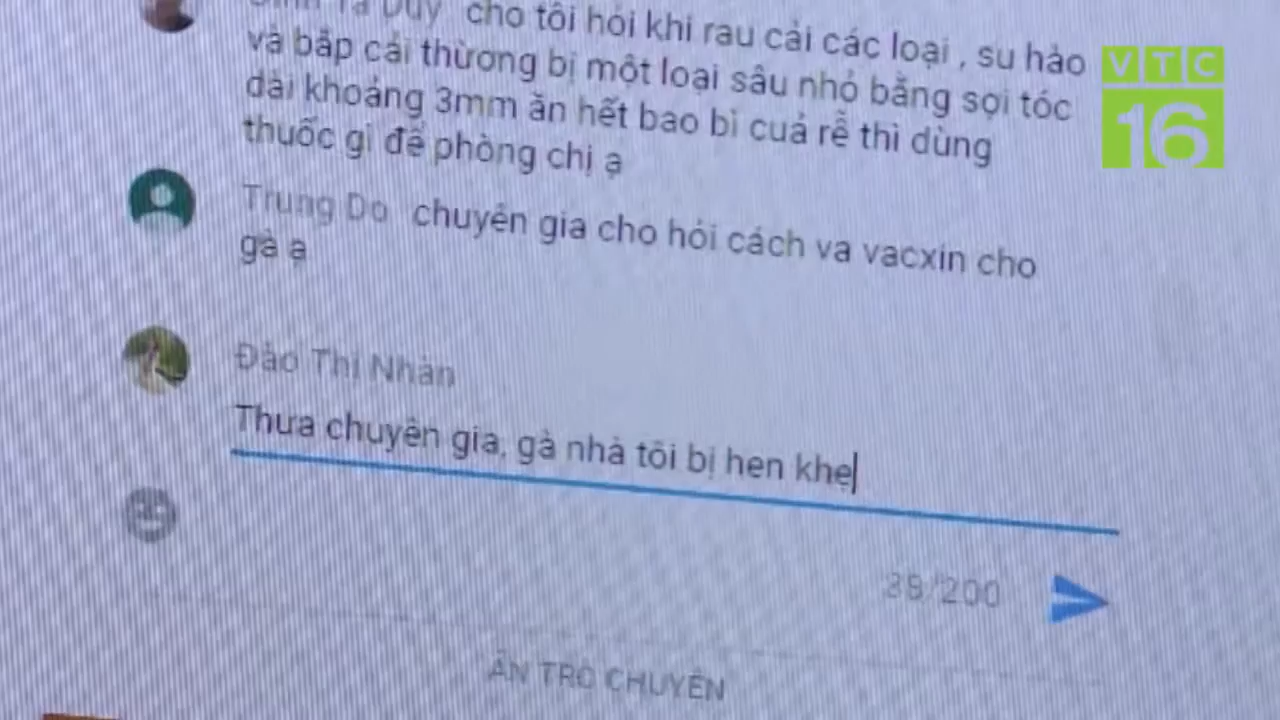 Duy cho tôi hỏi khi rau cải các loại , su hào
và bắp cải thường bị một loại sâu nhỏ bằng sợi tóc
dài khoảng 3mm ăn hết bao bì cuả rễ thì dùng
thuốc gì để phòng chị ạ
VTC
16
Trung Do chuyên gia cho hỏi cách va vacxin cho
gà ạ
Đào Thị Nhàn
Thưa chuyên gia, gà nhà tôi bị hen khẹ
38/200
ẨN TRÒ CHUYỆN